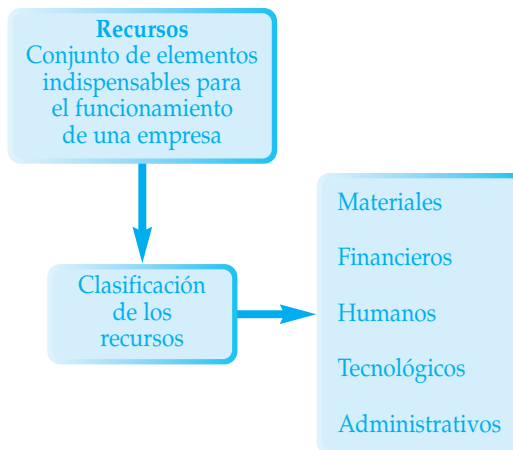 Recursos
Conjunto de elementos
indispensables para
el funcionamiento
de una empresa
Clasificación
de los
recursos
Materiales
Financieros
Humanos
Tecnológicos
Administrativos